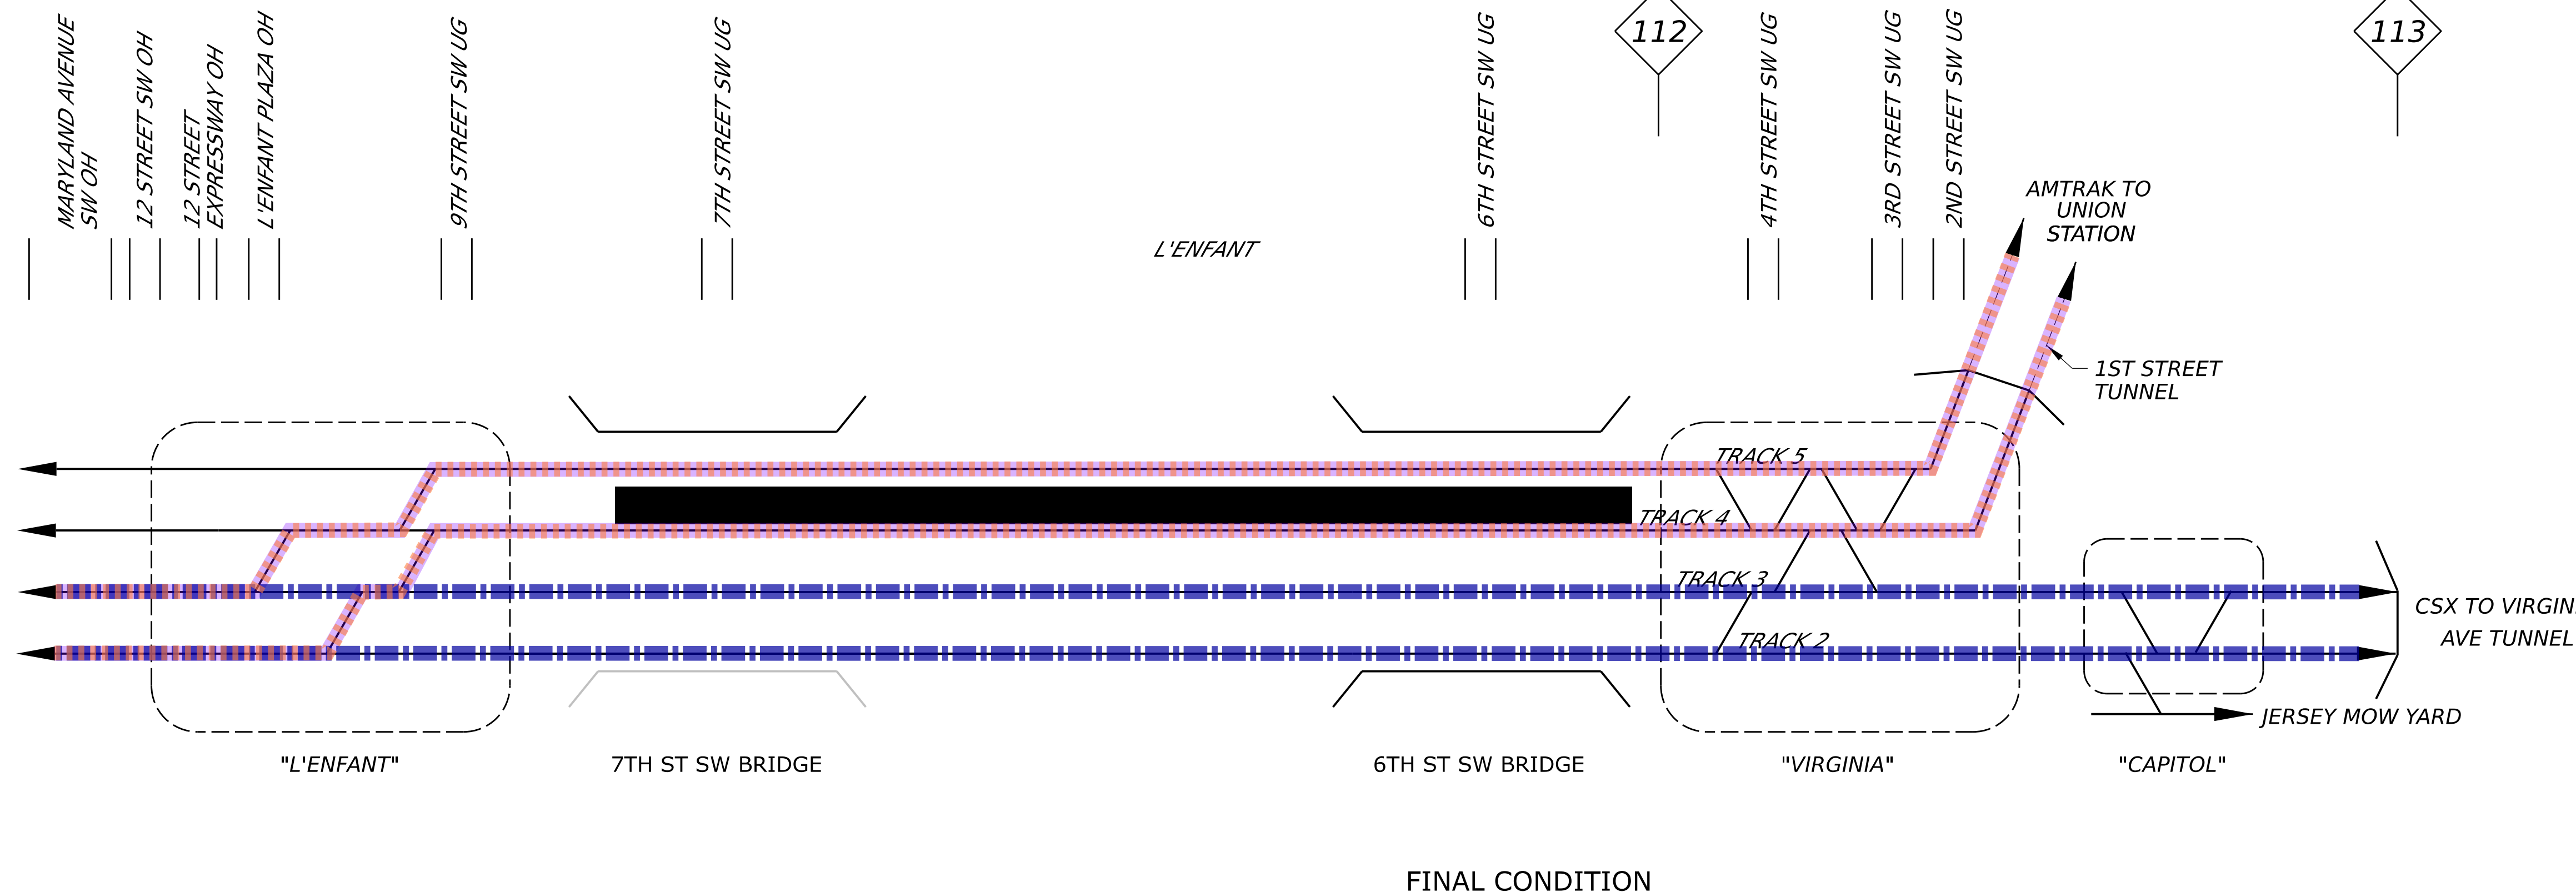 MARYLAND AVENUE
SW OH
12 STREET SW OH
12 STREET
EXPRESSWAY OH
L'ENFANT PLAZA OH
9TH STREET SW UG
7TH STREET SW UG
6TH STREET SW UG
112
4TH STREET SW UG
3RD STREET SW UG
2ND STREET SW UG
113
AMTRAK TO
UNION
STATION
L'ENFANT
1ST STREET
TUNNEL
TRACK 5
TRACK 4
TRACK 3
TRACK 2
CSX TO
AVE TUNNEL
JERSEY MOW YARD
"L'ENFANT"
7TH ST SW BRIDGE
6TH ST SW BRIDGE
"VIRGINIA"
"CAPITOL"
FINAL CONDITION